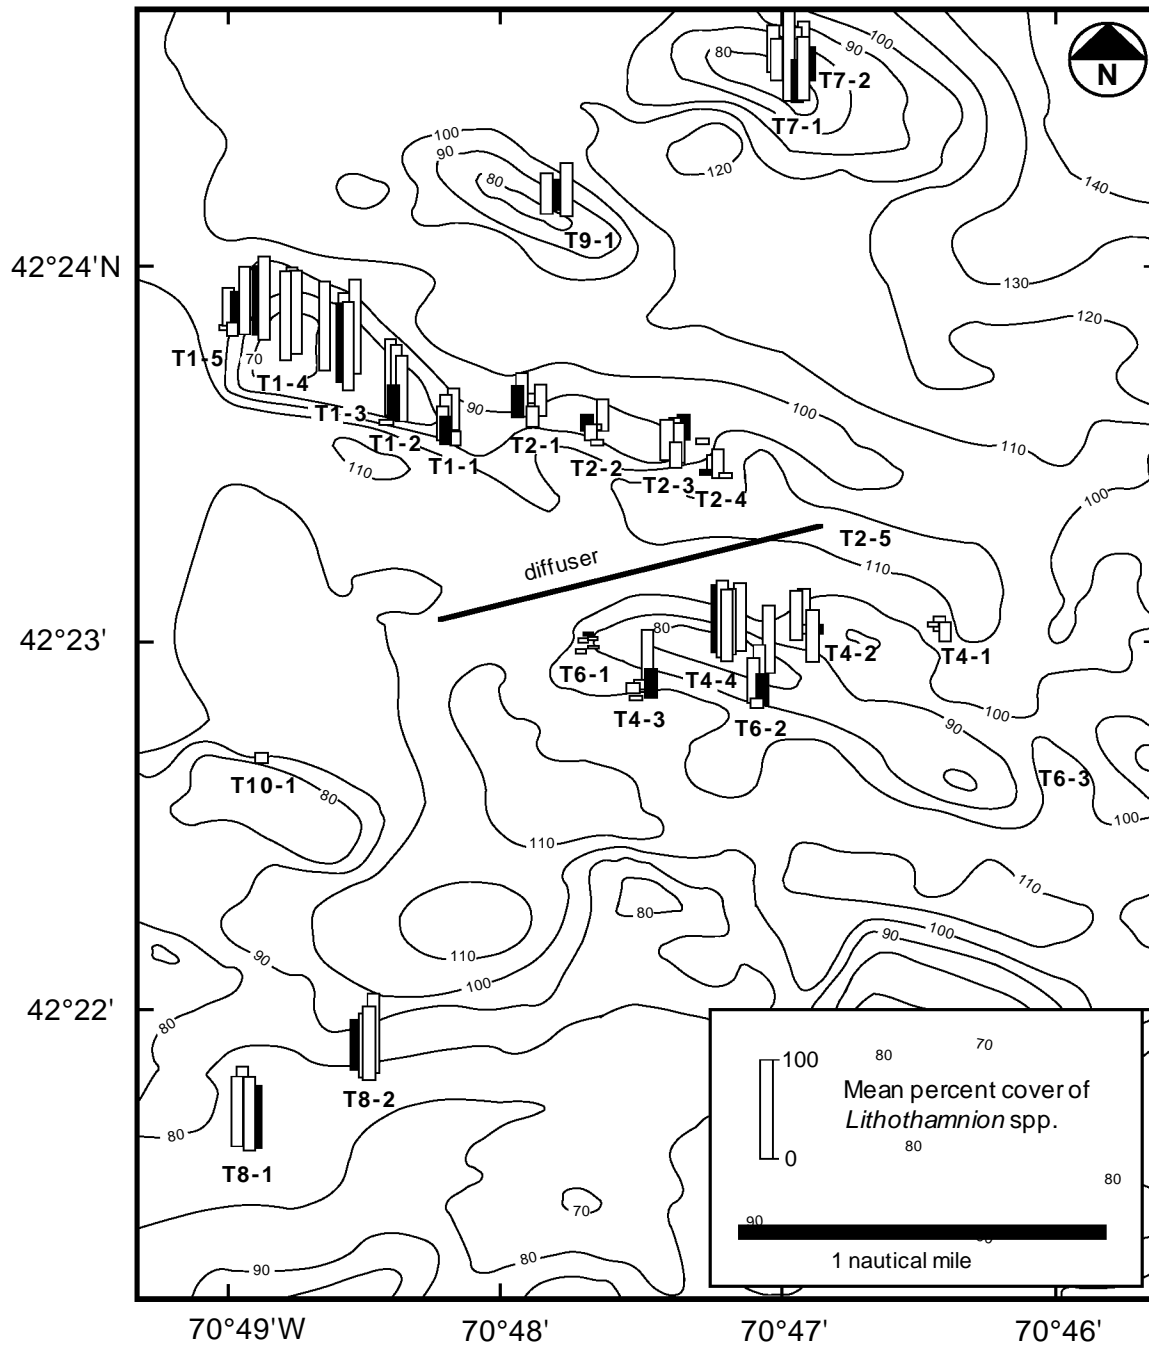 80
90
100
N
T7-2
T7-1
100
90
80
120
140
T9-1
42°24'N
130
120
T1-5
70
T1-4
T1-3
T1-2
T1-1
90
T2-1
T2-2
T2-3
T2-4
100
110
110
100
diffuser
T2-5
110
42°23'
80
T6-1
T4-4
T4-2
T4-1
T4-3
T6-2
100
90
T6-3
T10-1
80
100
110
110
80
90
110
100
90
100
42°22'
80
T8-2
80
T8-1
70
80
90
100
0
80
70
Mean percent cover of
Lithothamnion spp.
80
80
90
1 nautical mile
70°49'W
70°48'
70°47'
70°46'